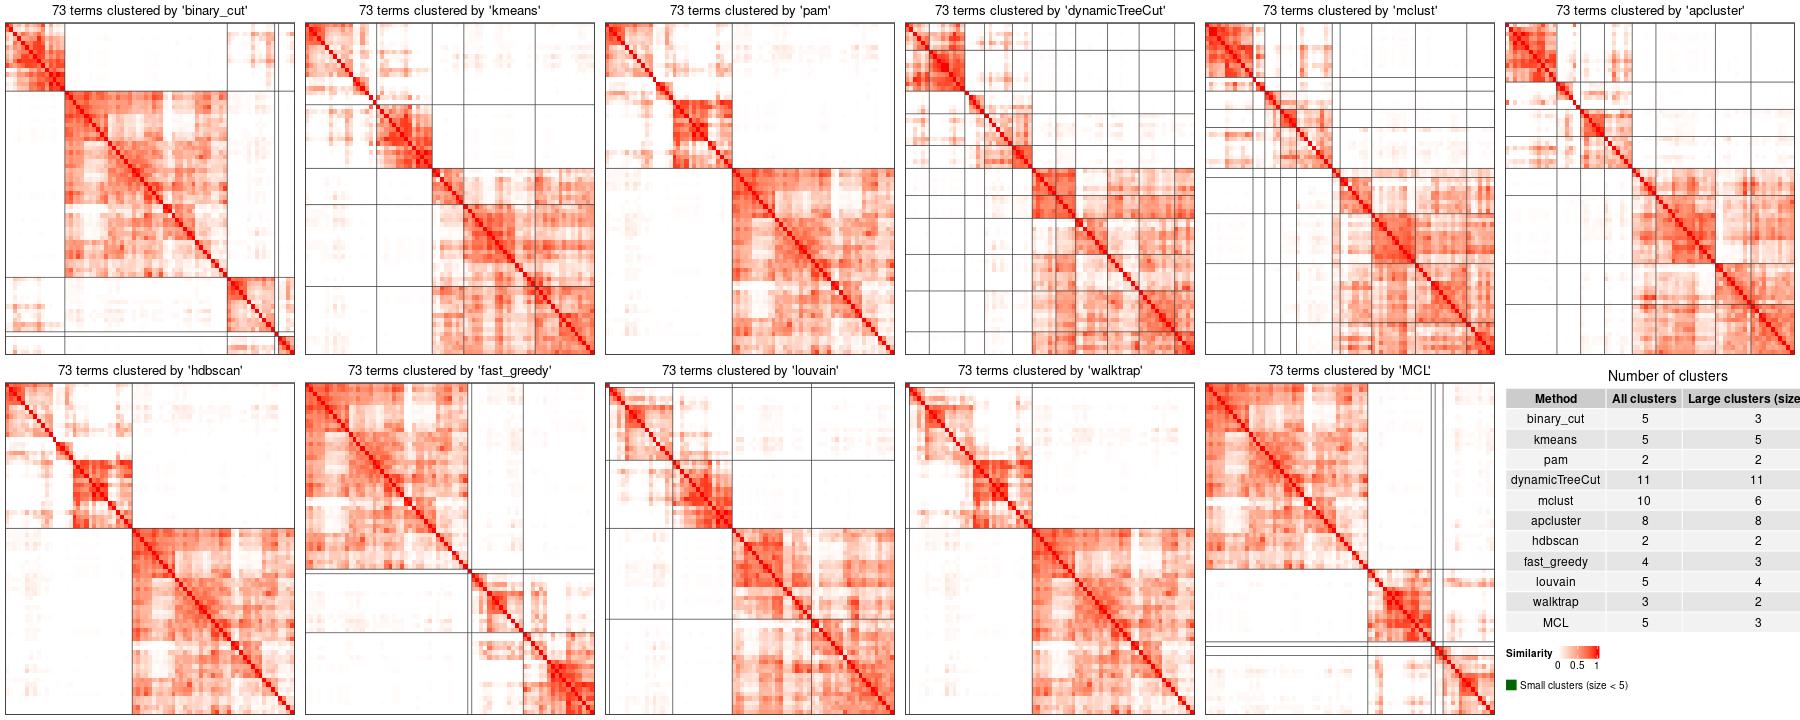 73 terms clustered by 'binary_cut'
73 terms clustered by 'kmeans'
73 terms clustered by 'pam'
73 terms clustered by 'dynamicTreeCut'
73 terms clustered by 'mclust'
73 terms clustered by 'apcluster'
73 terms clustered by 'hdbscan'
73 terms clustered by 'fast_greedy'
73 terms clustered by 'louvain'
73 terms clustered by 'walktrap'
73 terms clustered by 'MCL'
Number of clusters
Method All clusters Large clusters (size
binary_cut 5 3
kmeans 5 5
pam 2 2
dynamicTreeCut 11 11
mclust 10 6
apcluster 8 8
hdbscan 2 2
fast_greedy 4 3
louvain 5 4
walktrap 3 2
MCL 5 3
Similarity
0 0.5 1
Small clusters (size < 5)